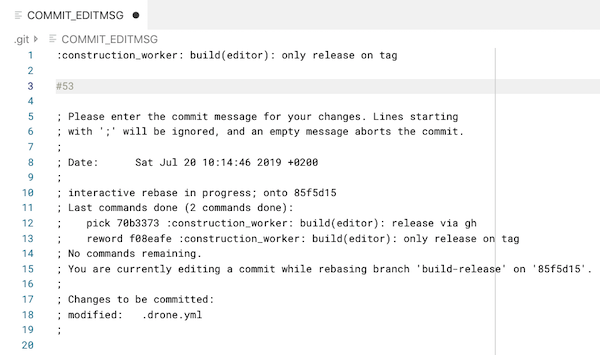 COMMIT_EDITMSG
.git COMMIT_EDITMSG
1 :construction_worker: build(editor): only release on tag
2
3 #53
4
5 ; Please enter the commit message for your changes. Lines starting
6 ; with ';' will be ignored, and an empty message aborts the commit.
7 ;
8 ; Date:      Sat Jul 20 10:14:46 2019 +0200
9 ;
10 ; interactive rebase in progress; onto 85f5d15
11 ; Last commands done (2 commands done):
12 ;    pick 70b3373 :construction_worker: build(editor): release via gh
13 ;    reword f08eafe :construction_worker: build(editor): only release on tag
14 ; No commands remaining.
15 ; You are currently editing a commit while rebasing branch 'build-release' on '85f5d15'.
16 ;
17 ; Changes to be committed:
18 ; modified:   .drone.yml
19 ;
20